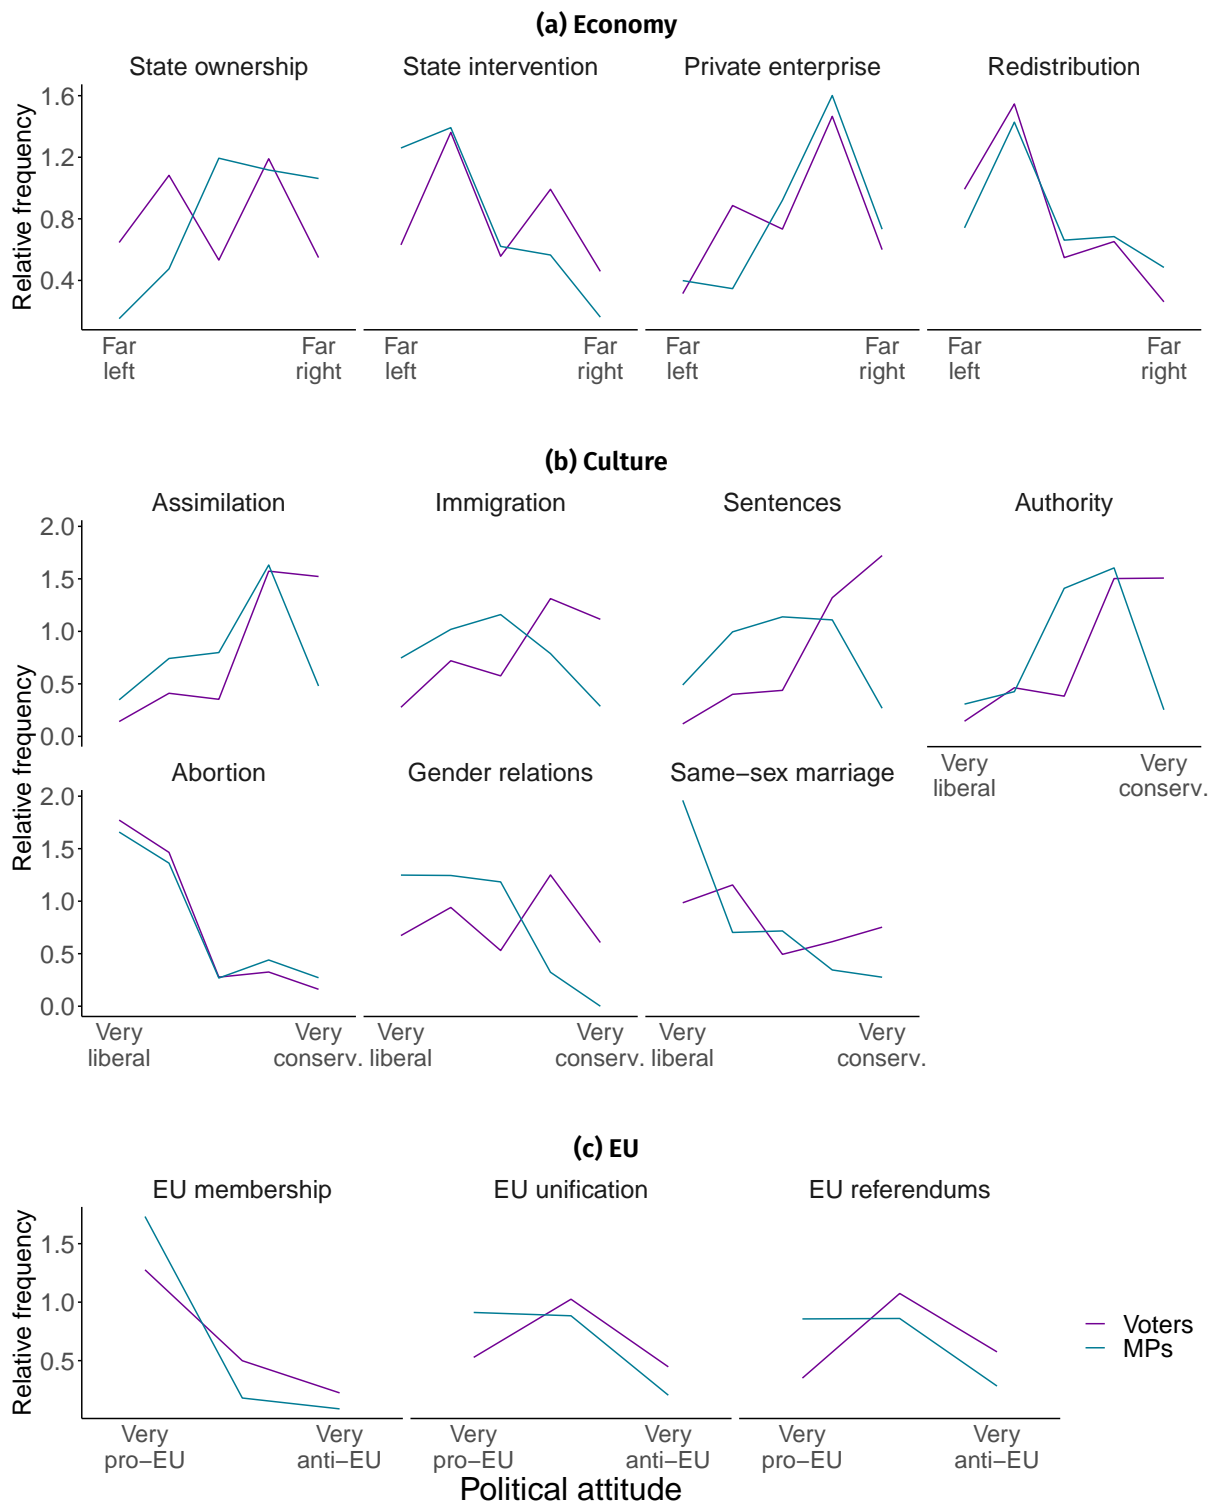 (a) Economy
State ownership State intervention Private enterprise Redistribution
Relative frequency
1.6
1.2
0.8
0.4
Far left Far right Far left Far right Far left Far right Far left Far right
(b) Culture
Assimilation Immigration Sentences Authority
Relative frequency
2.0
1.5
1.0
0.5
0.0
Very liberal Very conserv.
Abortion Gender relations Same−sex marriage
Relative frequency
2.0
1.5
1.0
0.5
0.0
Very liberal Very conserv. Very liberal Very conserv. Very liberal Very conserv.
(c) EU
EU membership EU unification EU referendums
Relative frequency
1.5
1.0
0.5
Voters
MPs
Very pro−EU Very anti−EU Very pro−EU Very anti−EU Very pro−EU Very anti−EU
Political attitude